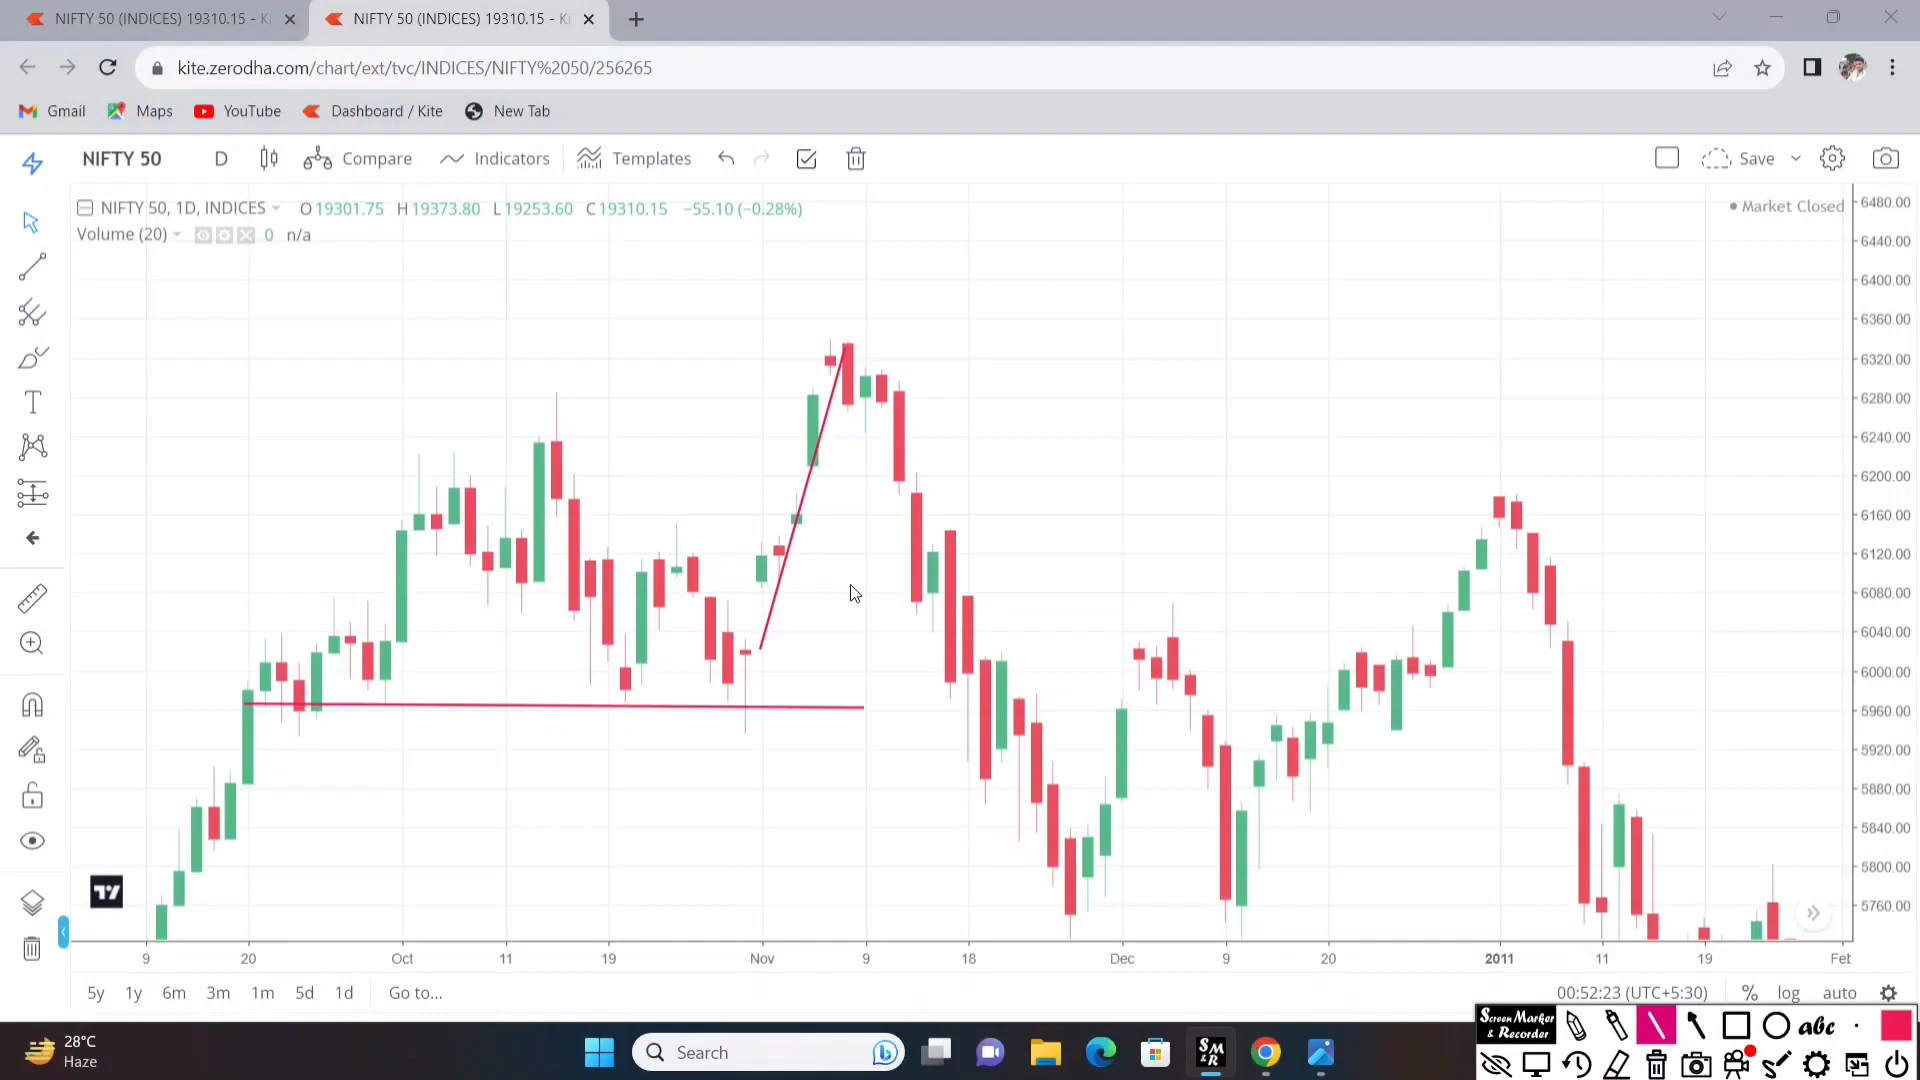 NIFTY 50 (INDICES) 19310.15 - Ki
NIFTY 50 (INDICES) 19310.15 - Ki
kite.zerodha.com/chart/ext/tvc/INDICES/NIFTY%2050/256265
Gmail Maps YouTube Dashboard / Kite New Tab
NIFTY 50 D Compare Indicators Templates Save
NIFTY 50, 1D, INDICES O19301.75 H19373.80 L19253.60 C19310.15 −55.10 (−0.28%)
Market Closed
Volume (20) 0 n/a
6480.00
6440.00
6400.00
6360.00
6320.00
6280.00
6240.00
6200.00
6160.00
6120.00
6080.00
6040.00
6000.00
5960.00
5920.00
5880.00
5840.00
5800.00
5760.00
9 20 Oct 11 19 Nov 9 18 Dec 9 20 2011 11 19 Fet
5y 1y 6m 3m 1m 5d 1d Go to... 00:52:23 (UTC+5:30) % log auto
Screen Marker
& Recorder
abc
28°C
Haze
Search
SM
&R